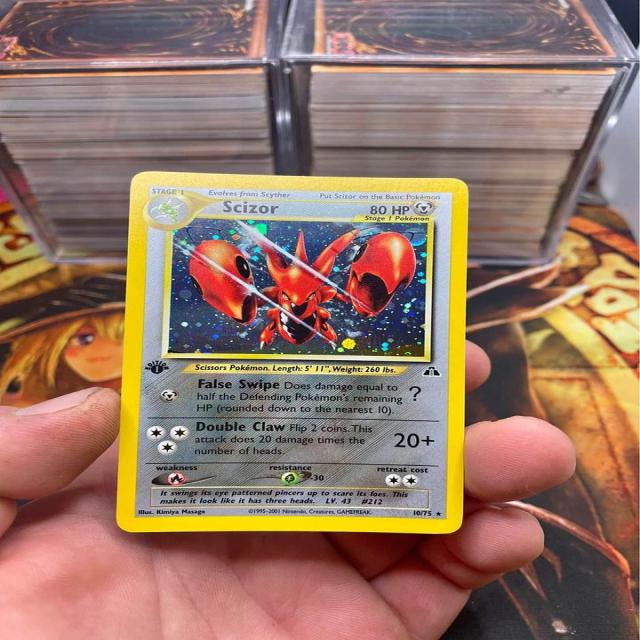 STAGE 1 Evolves from Scyther Put Scizor on the Basic Pokémon
Scizor 80 HP
Stage 1 Pokémon
Scissors Pokémon. Length: 5' 11", Weight: 260 lbs.
False Swipe Does damage equal to
half the Defending Pokémon's remaining
HP (rounded down to the nearest 10).
?
Double Claw Flip 2 coins. This
attack does 20 damage times the
number of heads.
20+
weakness resistance retreat cost
-30
It swings its eye patterned pincers up to scare its foes. This
makes it look like it has three heads. LV. 43 #212
Illus. Kimiya Masago ©1995-2001 Nintendo, Creatures, GAMEFREAK. 10/75 ★